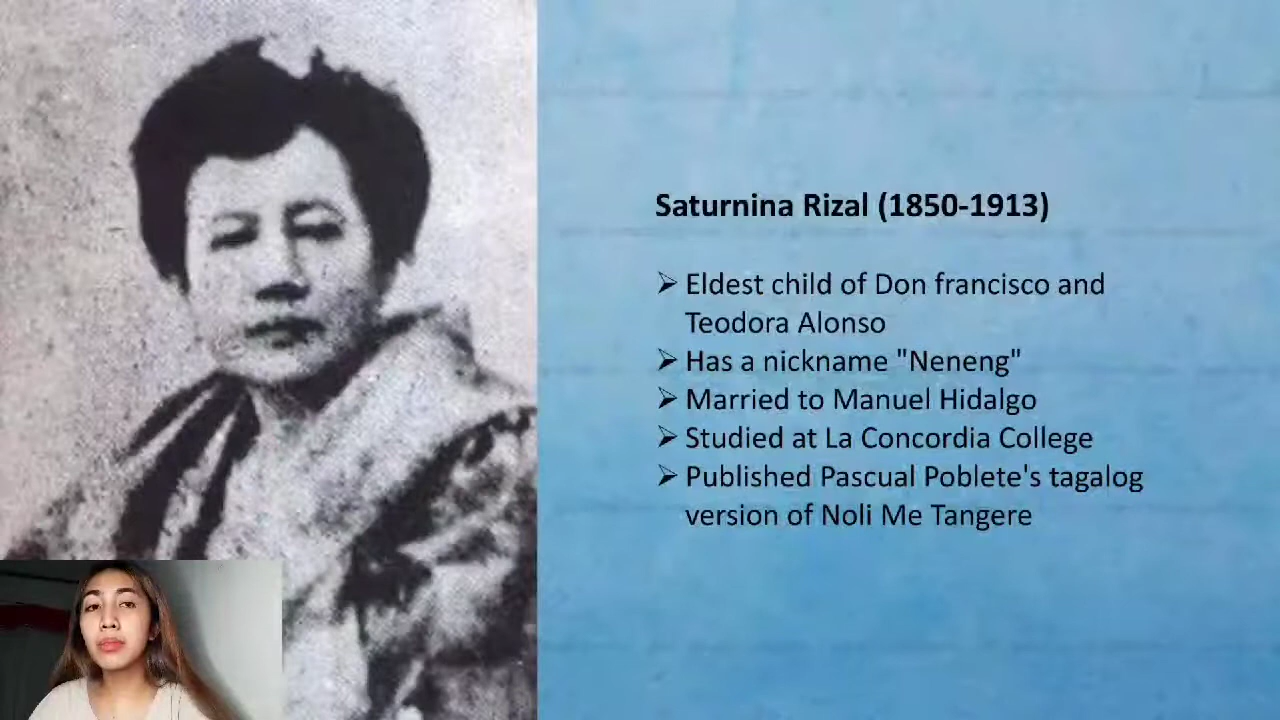 Saturnina Rizal (1850-1913)
➢ Eldest child of Don francisco and
Teodora Alonso
➢ Has a nickname "Neneng"
➢ Married to Manuel Hidalgo
➢ Studied at La Concordia College
➢ Published Pascual Poblete's tagalog
version of Noli Me Tangere